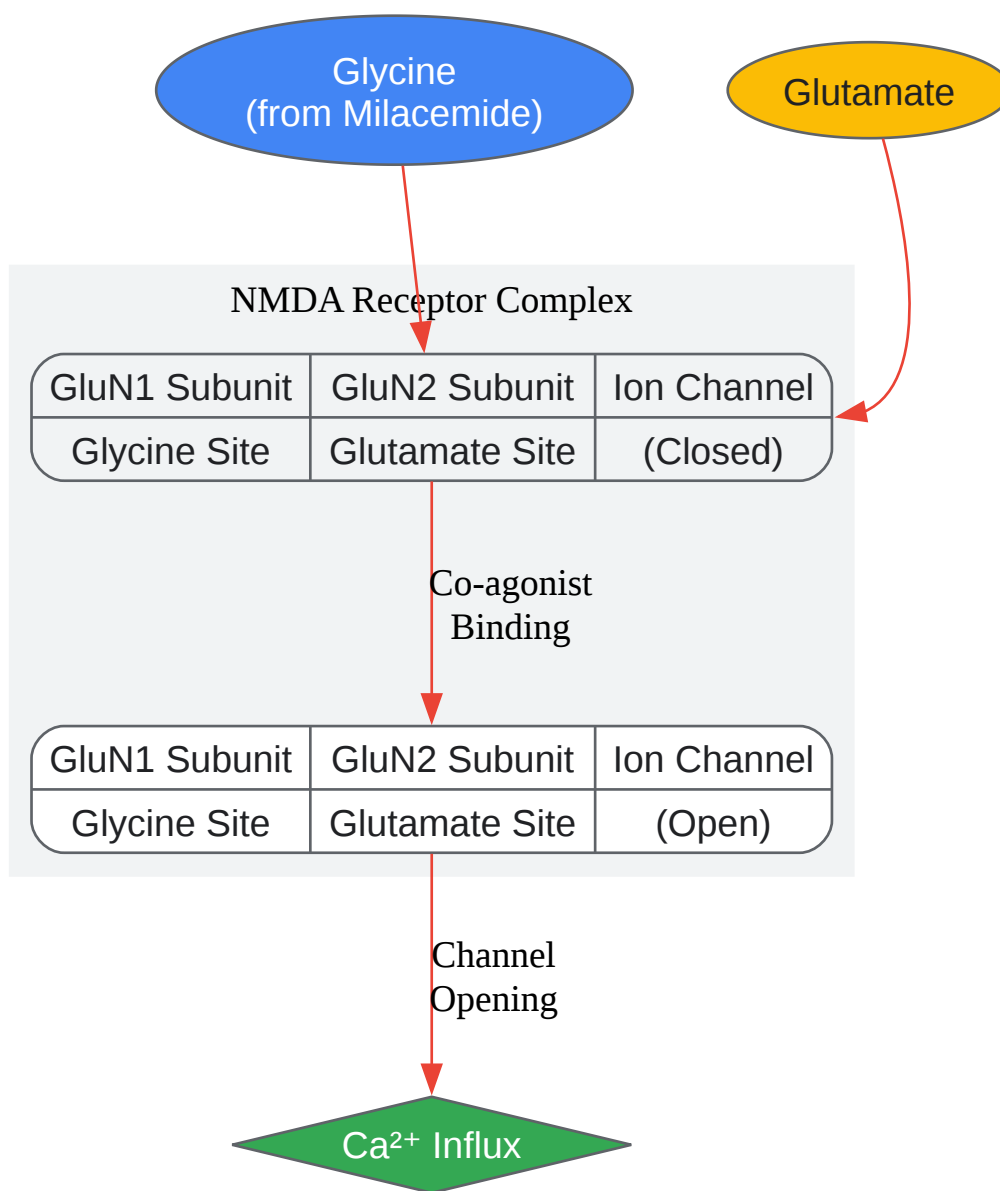 Glycine
(from Milacemide)
Glutamate
NMDA Receptor Complex
GluN1 Subunit
GluN2 Subunit
Ion Channel
Glycine Site
Glutamate Site
(Closed)
Co-agonist
Binding
GluN1 Subunit
GluN2 Subunit
Ion Channel
Glycine Site
Glutamate Site
(Open)
Channel
Opening
Ca²⁺ Influx